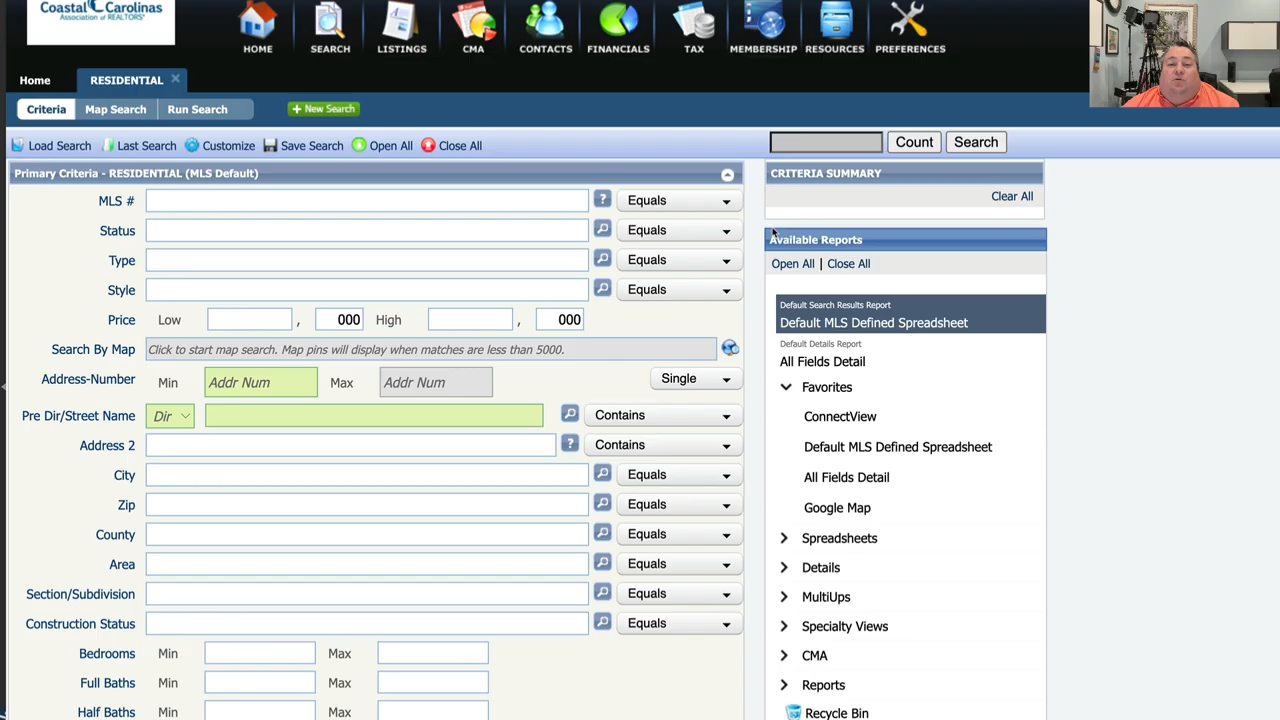 Coastal Carolinas
Association of REALTORS®
HOME
SEARCH
LISTINGS
CMA
CONTACTS
FINANCIALS
TAX
MEMBERSHIP
RESOURCES
PREFERENCES
Home
RESIDENTIAL
Criteria
Map Search
Run Search
+ New Search
Load Search
Last Search
Customize
Save Search
Open All
Close All
Count
Search
Primary Criteria - RESIDENTIAL (MLS Default)
MLS #
? Equals
Status
Equals
Type
Equals
Style
Equals
Price Low , 000 High , 000
Search By Map Click to start map search. Map pins will display when matches are less than 5000.
Address-Number Min Addr Num Max Addr Num Single
Pre Dir/Street Name Dir Contains
Address 2 ? Contains
City Equals
Zip Equals
County Equals
Area Equals
Section/Subdivision Equals
Construction Status Equals
Bedrooms Min Max
Full Baths Min Max
Half Baths Min Max
CRITERIA SUMMARY
Clear All
Available Reports
Open All | Close All
Default Search Results Report
Default MLS Defined Spreadsheet
Default Details Report
All Fields Detail
Favorites
ConnectView
Default MLS Defined Spreadsheet
All Fields Detail
Google Map
Spreadsheets
Details
MultiUps
Specialty Views
CMA
Reports
Recycle Bin